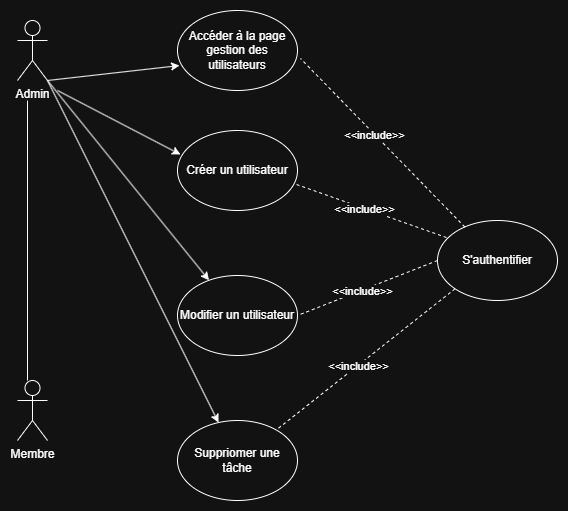 Accéder à la page
gestion des
utilisateurs
Admin
<<include>>
Créer un utilisateur
<<include>>
S'authentifier
<<include>>
Modifier un utilisateur
<<include>>
Membre
Suppriomer une
tâche